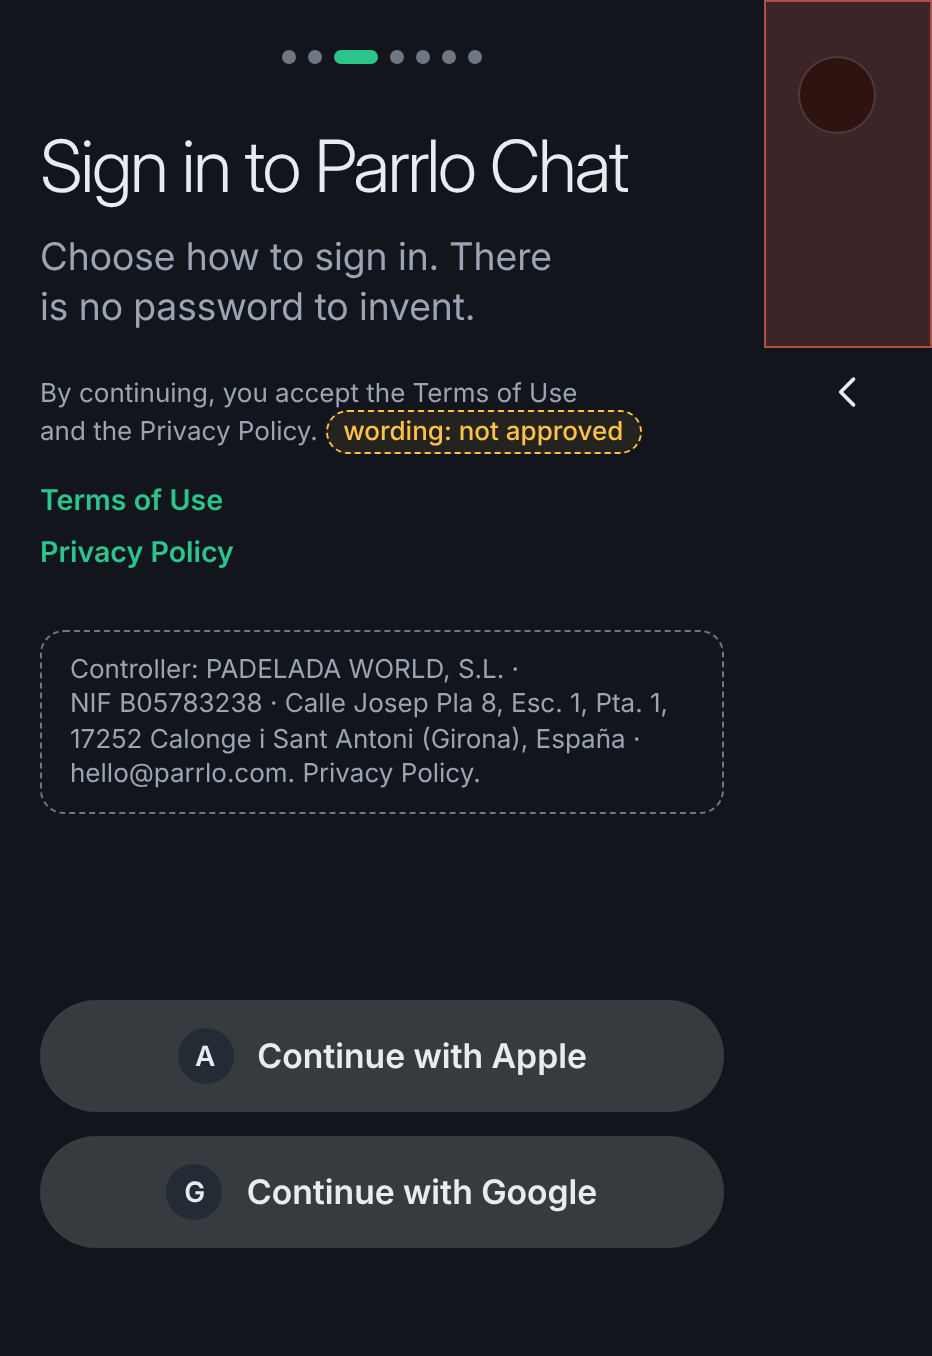 Sign in to Parrlo Chat
Choose how to sign in. There
is no password to invent.
By continuing, you accept the Terms of Use
and the Privacy Policy. wording: not approved
Terms of Use
Privacy Policy
Controller: PADELADA WORLD, S.L. ·
NIF B05783238 · Calle Josep Pla 8, Esc. 1, Pta. 1,
17252 Calonge i Sant Antoni (Girona), España ·
hello@parrlo.com. Privacy Policy.
A Continue with Apple
G Continue with Google